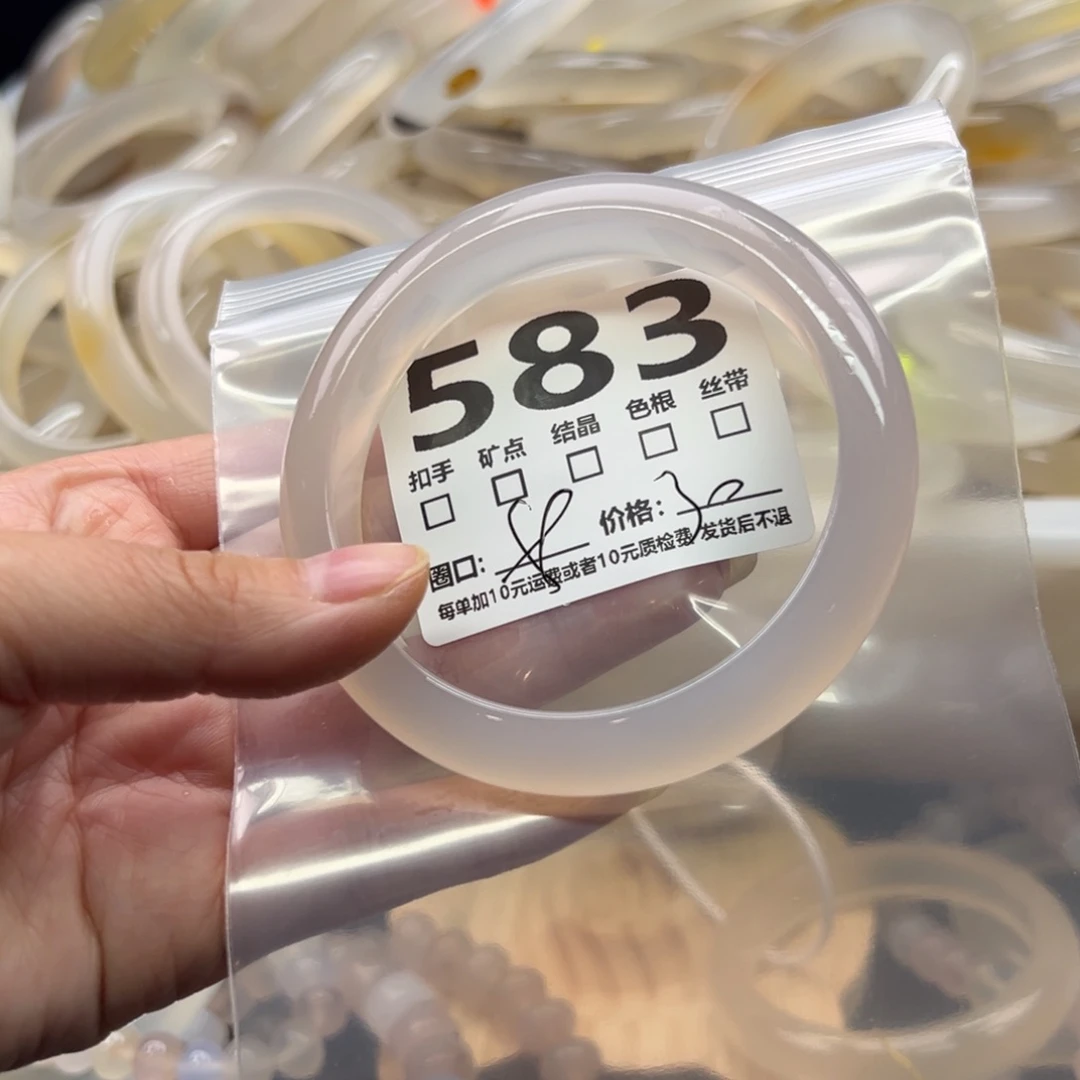 583
扣手 矿点 结晶 色根 丝带
圈口: 价格:
每单加10元运费或者10元质检费 发货后不退